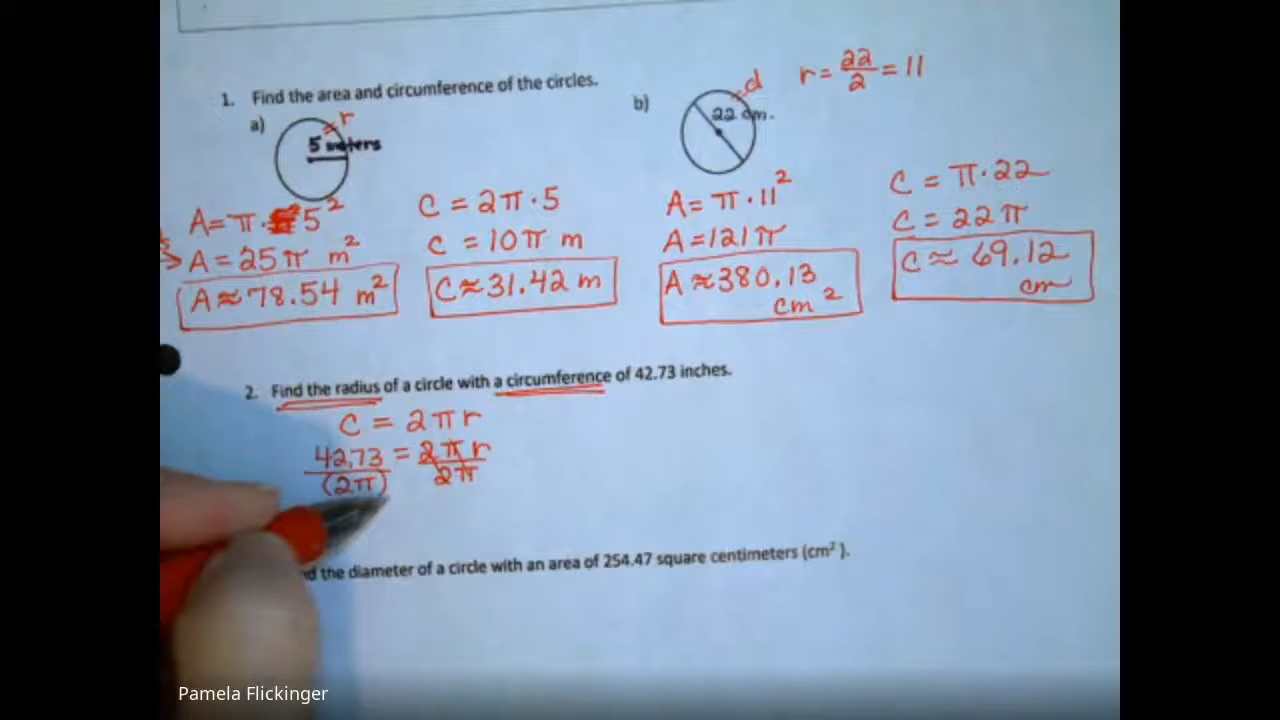 1. Find the area and circumference of the circles.
a)
r
5 meters
A = π · 5²
A = 25π m²
A ≈ 78.54 m²
C = 2π · 5
C = 10π m
C ≈ 31.42 m
b)
d
22 cm.
r = 22/2 = 11
A = π · 11²
A = 121π
A ≈ 380.13
cm²
C = π · 22
C = 22π
C ≈ 69.12
cm
2. Find the radius of a circle with a circumference of 42.73 inches.
C = 2πr
42.73 = 2πr
(2π) 2π
the diameter of a circle with an area of 254.47 square centimeters (cm²).
Pamela Flickinger